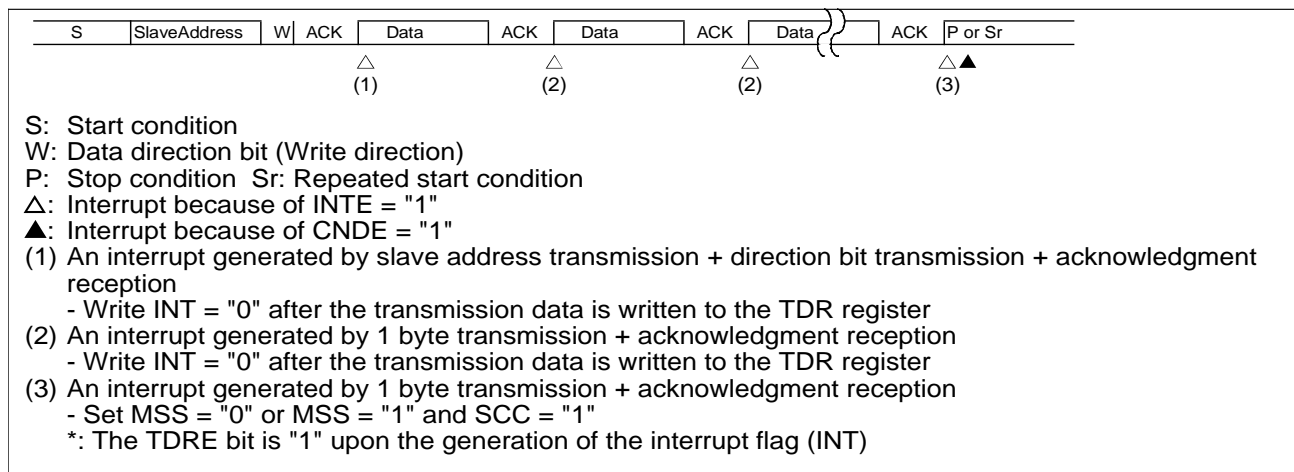 S SlaveAddress W ACK Data ACK Data ACK Data ACK P or Sr
△ △ △ △▲
(1) (2) (2) (3)
S: Start condition
W: Data direction bit (Write direction)
P: Stop condition Sr: Repeated start condition
△: Interrupt because of INTE = "1"
▲: Interrupt because of CNDE = "1"
(1) An interrupt generated by slave address transmission + direction bit transmission + acknowledgment
reception
- Write INT = "0" after the transmission data is written to the TDR register
(2) An interrupt generated by 1 byte transmission + acknowledgment reception
- Write INT = "0" after the transmission data is written to the TDR register
(3) An interrupt generated by 1 byte transmission + acknowledgment reception
- Set MSS = "0" or MSS = "1" and SCC = "1"
*: The TDRE bit is "1" upon the generation of the interrupt flag (INT)